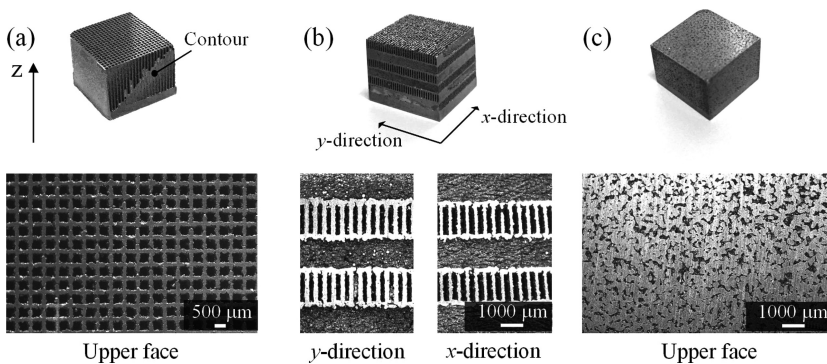 (a)
Contour
z
(b)
x-direction
y-direction
(c)
500 μm
1000 μm
1000 μm
Upper face
y-direction
x-direction
Upper face